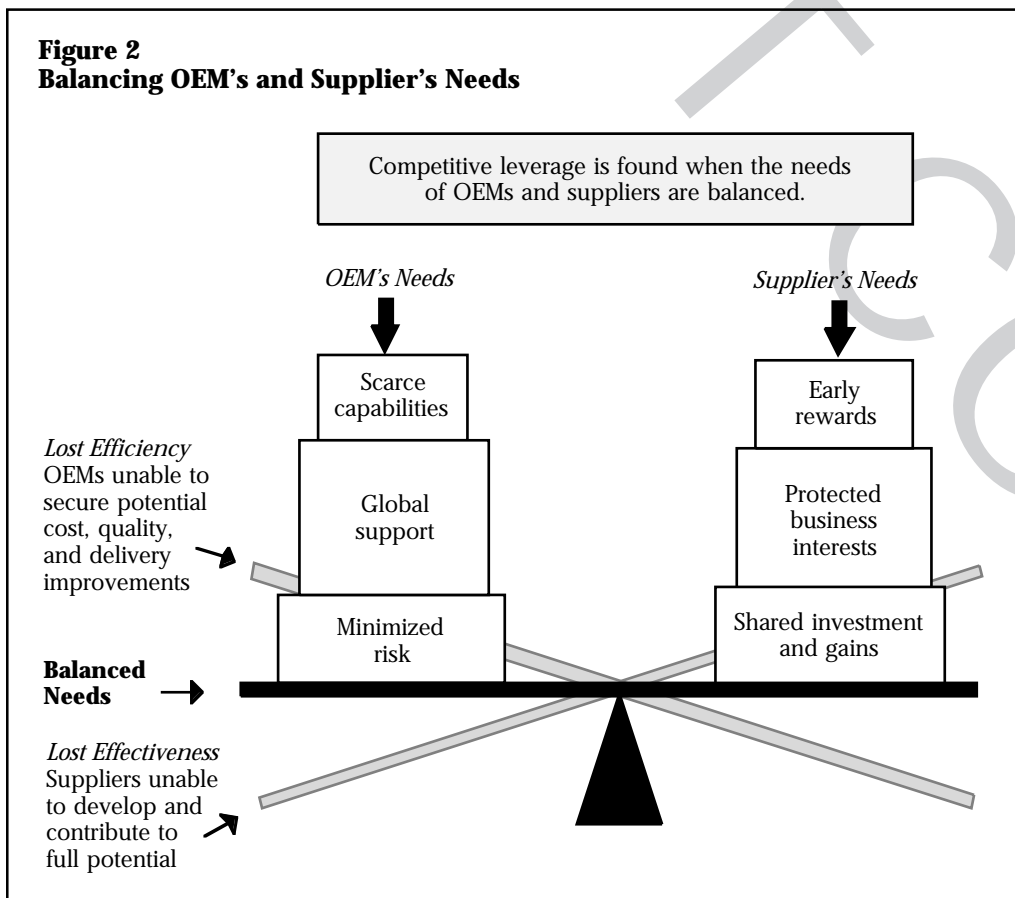 Figure 2
Balancing OEM's and Supplier's Needs
Competitive leverage is found when the needs
of OEMs and suppliers are balanced.
OEM's Needs
Supplier's Needs
Scarce
capabilities
Early
rewards
Lost Efficiency
OEMs unable to
secure potential
cost, quality,
and delivery
improvements
Global
support
Protected
business
interests
Minimized
risk
Shared investment
and gains
Balanced
Needs
Lost Effectiveness
Suppliers unable
to develop and
contribute to
full potential